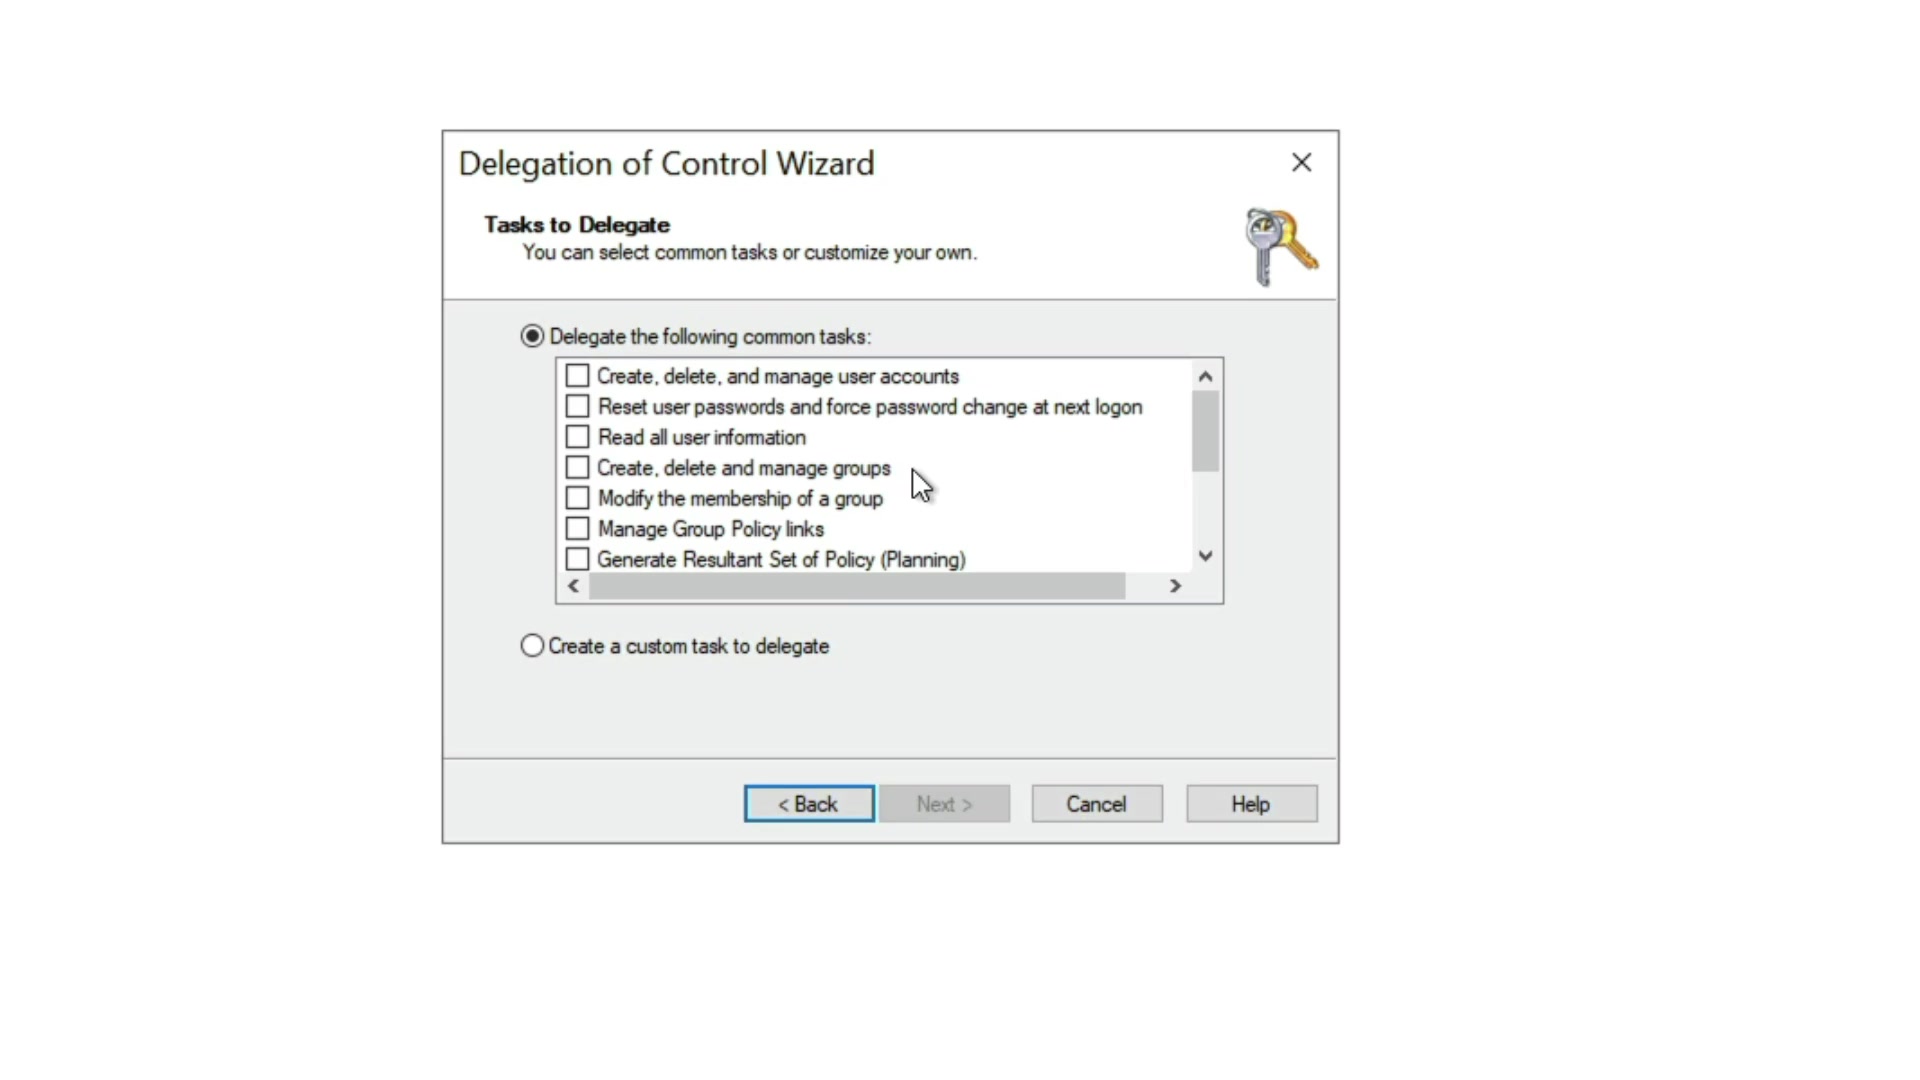 Delegation of Control Wizard
Tasks to Delegate
You can select common tasks or customize your own.
Delegate the following common tasks:
Create, delete, and manage user accounts
Reset user passwords and force password change at next logon
Read all user information
Create, delete and manage groups
Modify the membership of a group
Manage Group Policy links
Generate Resultant Set of Policy (Planning)
Create a custom task to delegate
< Back Next > Cancel Help